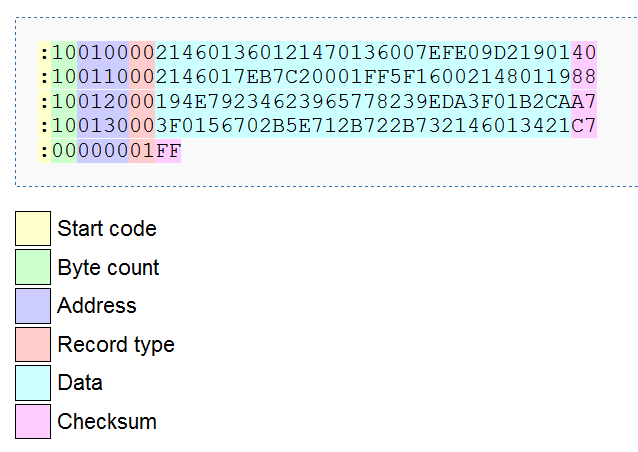 :10010000214601360121470136007EFE09D2190140
:100110002146017EB7C20001FF5F16002148011988
:10012000194E79234623965778239EDA3F01B2CAA7
:100130003F0156702B5E712B722B732146013421C7
:00000001FF
Start code
Byte count
Address
Record type
Data
Checksum